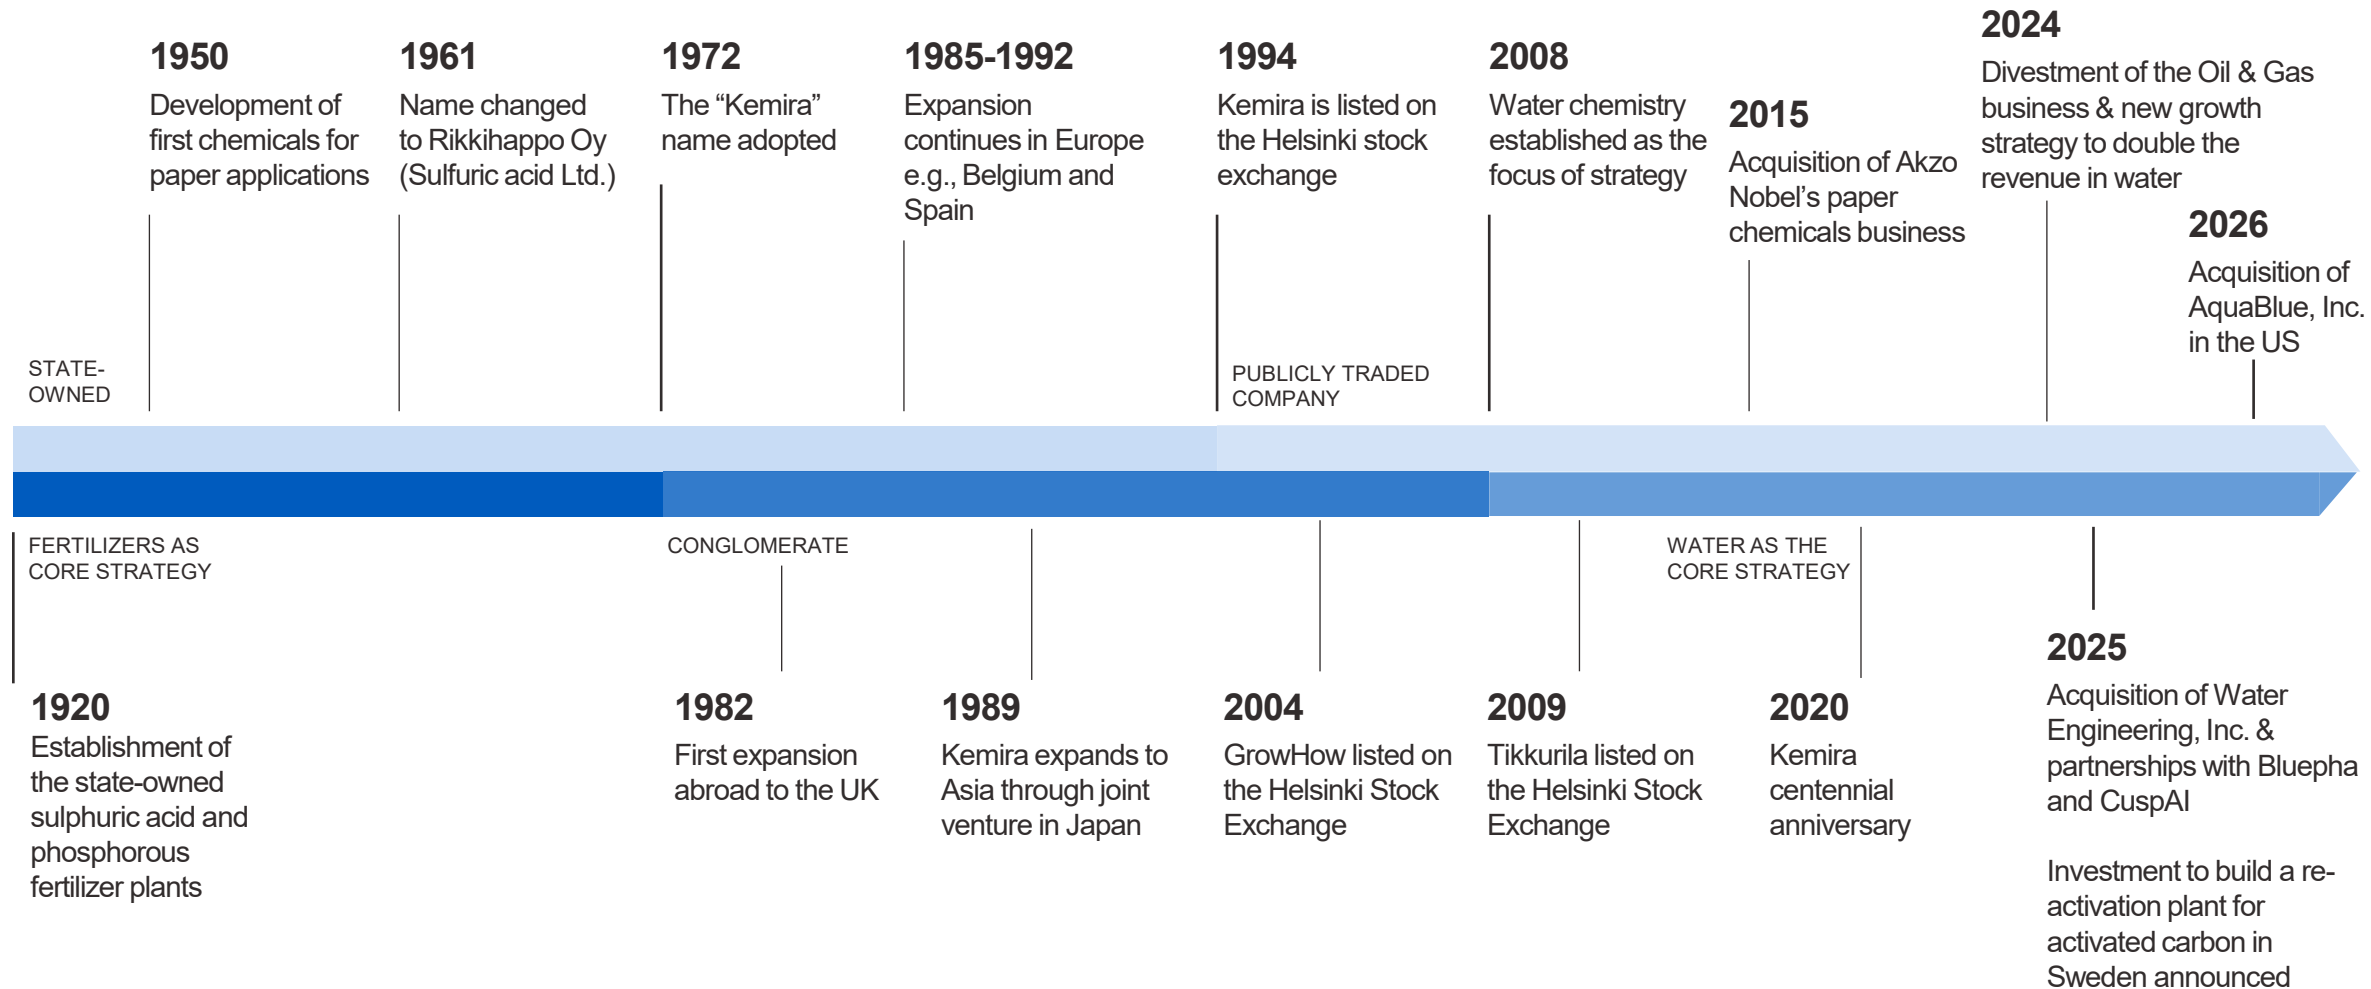 1950
Development of
first chemicals for
paper applications
1961
Name changed
to Rikkihappo Oy
(Sulfuric acid Ltd.)
1972
The “Kemira”
name adopted
1985-1992
Expansion
continues in Europe
e.g., Belgium and
Spain
1994
Kemira is listed on
the Helsinki stock
exchange
2008
Water chemistry
established as the
focus of strategy
2015
Acquisition of Akzo
Nobel’s paper
chemicals business
2024
Divestment of the Oil & Gas
business & new growth
strategy to double the
revenue in water
2026
Acquisition of
AquaBlue, Inc.
in the US
STATE-
OWNED
PUBLICLY TRADED
COMPANY
FERTILIZERS AS
CORE STRATEGY
CONGLOMERATE
WATER AS THE
CORE STRATEGY
1920
Establishment of
the state-owned
sulphuric acid and
phosphorous
fertilizer plants
1982
First expansion
abroad to the UK
1989
Kemira expands to
Asia through joint
venture in Japan
2004
GrowHow listed on
the Helsinki Stock
Exchange
2009
Tikkurila listed on
the Helsinki Stock
Exchange
2020
Kemira
centennial
anniversary
2025
Acquisition of Water
Engineering, Inc. &
partnerships with Bluepha
and CuspAI
Investment to build a re-
activation plant for
activated carbon in
Sweden announced